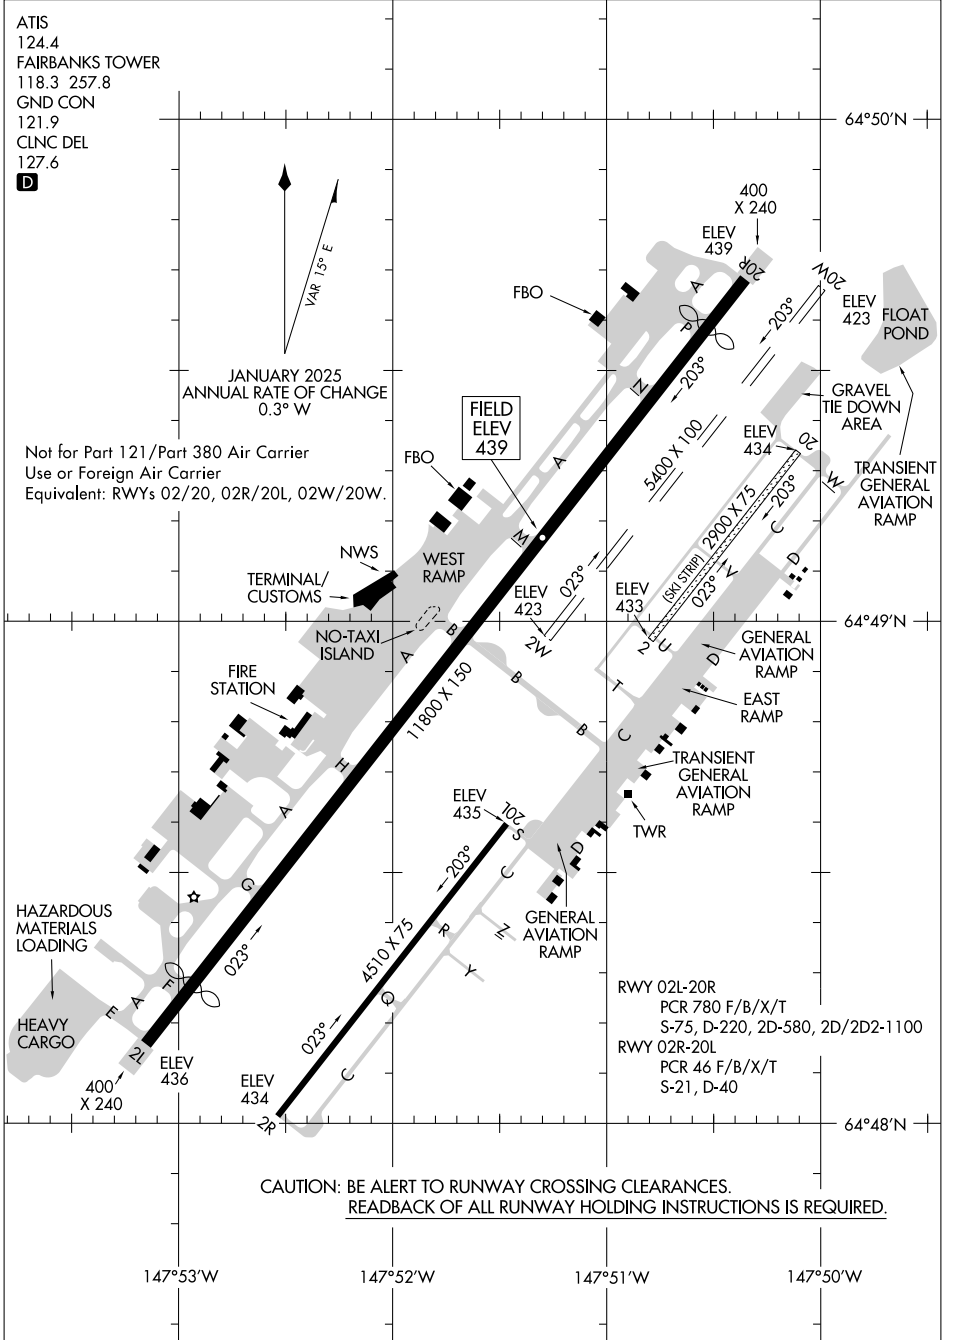 ATIS
124.4
FAIRBANKS TOWER
118.3 257.8
GND CON
121.9
CLNC DEL
127.6
D
64°50'N
VAR 15° E
JANUARY 2025
ANNUAL RATE OF CHANGE
0.3° W
Not for Part 121/Part 380 Air Carrier
Use or Foreign Air Carrier
Equivalent: RWYs 02/20, 02R/20L, 02W/20W.
400
X 240
ELEV
439
20R
A
P
FBO
203°
N
20W
203°
ELEV
423
FLOAT
POND
GRAVEL
TIE DOWN
AREA
TRANSIENT
GENERAL
AVIATION
RAMP
FIELD
ELEV
439
FBO
A
5400 X 100
ELEV
434
20
W
203°
C
2900 X 75
(SKI STRIP)
023°
V
D
W
WEST
RAMP
NWS
TERMINAL/
CUSTOMS
NO-TAXI
ISLAND
ELEV
423
023°
2W
ELEV
433
2
U
64°49'N
B
A
B
B
T
C
D
GENERAL
AVIATION
RAMP
EAST
RAMP
TRANSIENT
GENERAL
AVIATION
RAMP
TWR
FIRE
STATION
11800 X 150
H
A
G
ELEV
435
20L
S
C
D
203°
4510 X 75
R
Z
Y
Q
GENERAL
AVIATION
RAMP
HAZARDOUS
MATERIALS
LOADING
HEAVY
CARGO
023°
F
A
E
2L
ELEV
436
400
X 240
023°
C
ELEV
434
2R
RWY 02L-20R
PCR 780 F/B/X/T
S-75, D-220, 2D-580, 2D/2D2-1100
RWY 02R-20L
PCR 46 F/B/X/T
S-21, D-40
64°48'N
CAUTION: BE ALERT TO RUNWAY CROSSING CLEARANCES.
READBACK OF ALL RUNWAY HOLDING INSTRUCTIONS IS REQUIRED.
147°53'W
147°52'W
147°51'W
147°50'W